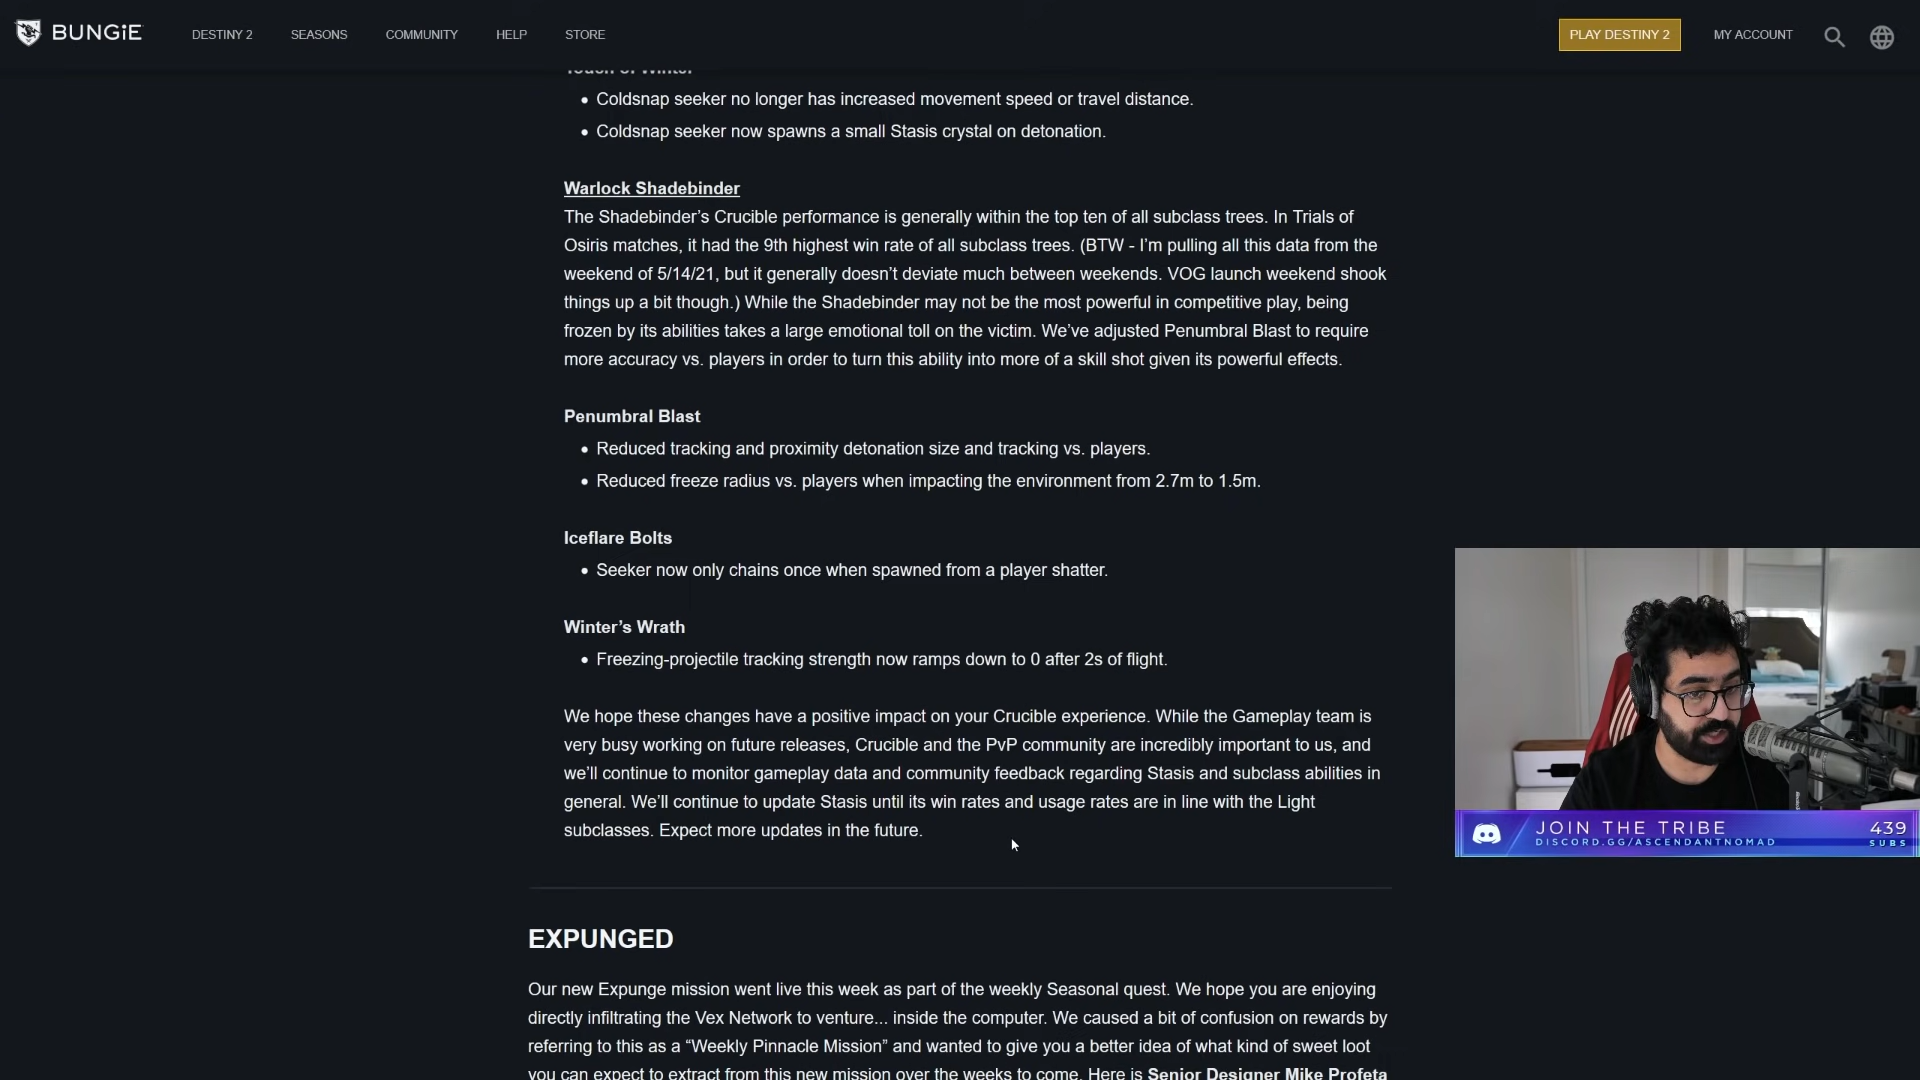 BUNGiE DESTINY 2 SEASONS COMMUNITY HELP STORE PLAY DESTINY 2 MY ACCOUNT
Touch of Winter
• Coldsnap seeker no longer has increased movement speed or travel distance.
• Coldsnap seeker now spawns a small Stasis crystal on detonation.
Warlock Shadebinder
The Shadebinder’s Crucible performance is generally within the top ten of all subclass trees. In Trials of
Osiris matches, it had the 9th highest win rate of all subclass trees. (BTW - I’m pulling all this data from the
weekend of 5/14/21, but it generally doesn’t deviate much between weekends. VOG launch weekend shook
things up a bit though.) While the Shadebinder may not be the most powerful in competitive play, being
frozen by its abilities takes a large emotional toll on the victim. We’ve adjusted Penumbral Blast to require
more accuracy vs. players in order to turn this ability into more of a skill shot given its powerful effects.
Penumbral Blast
• Reduced tracking and proximity detonation size and tracking vs. players.
• Reduced freeze radius vs. players when impacting the environment from 2.7m to 1.5m.
Iceflare Bolts
• Seeker now only chains once when spawned from a player shatter.
Winter’s Wrath
• Freezing-projectile tracking strength now ramps down to 0 after 2s of flight.
We hope these changes have a positive impact on your Crucible experience. While the Gameplay team is
very busy working on future releases, Crucible and the PvP community are incredibly important to us, and
we’ll continue to monitor gameplay data and community feedback regarding Stasis and subclass abilities in
general. We’ll continue to update Stasis until its win rates and usage rates are in line with the Light
subclasses. Expect more updates in the future.
JOIN THE TRIBE 439
DISCORD.GG/ASCENDANTNOMAD SUBS
EXPUNGED
Our new Expunge mission went live this week as part of the weekly Seasonal quest. We hope you are enjoying
directly infiltrating the Vex Network to venture... inside the computer. We caused a bit of confusion on rewards by
referring to this as a “Weekly Pinnacle Mission” and wanted to give you a better idea of what kind of sweet loot
you can expect to extract from this new mission over the weeks to come. Here is Senior Designer Mike Profeta